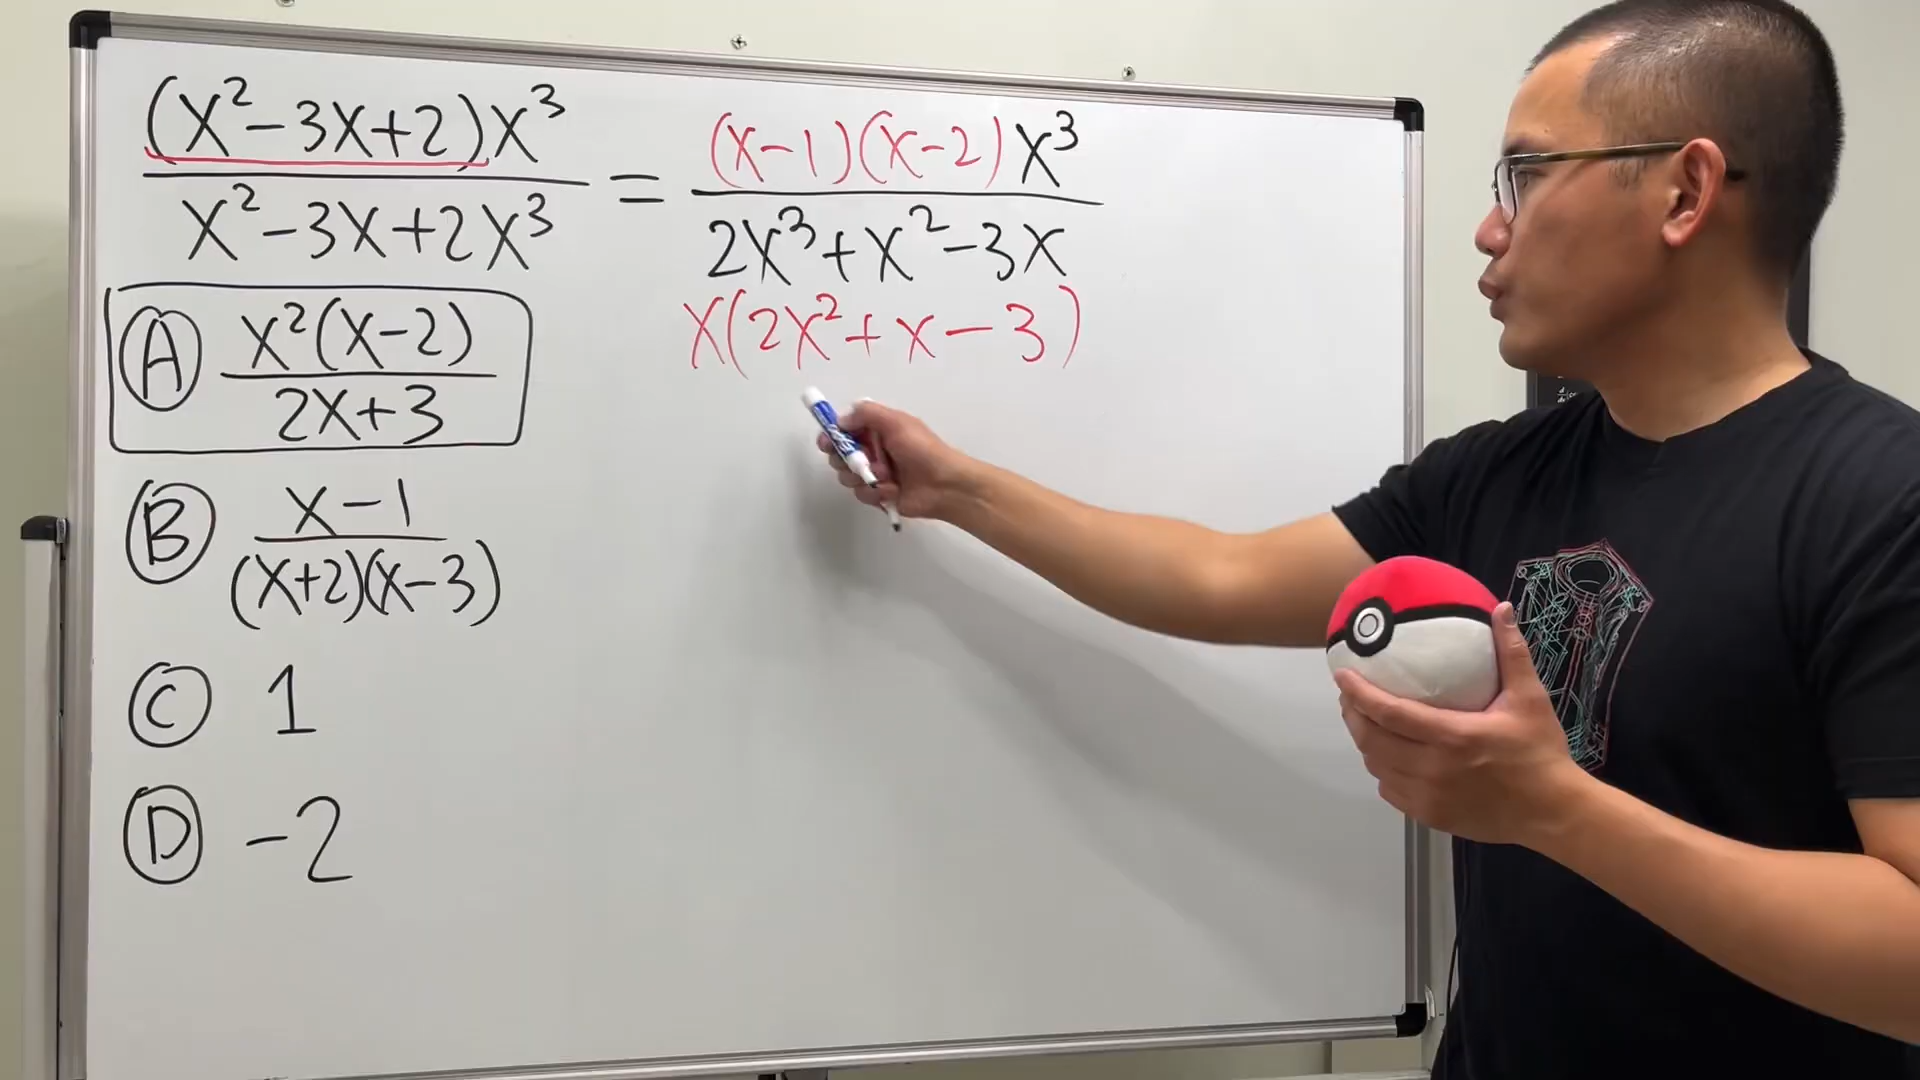 (x²-3x+2)x³ / x²-3x+2x³ = (x-1)(x-2)x³ / 2x³+x²-3x
x(2x²+x-3)
Ⓐ x²(x-2) / 2x+3
Ⓑ x-1 / (x+2)(x-3)
Ⓒ 1
Ⓓ -2